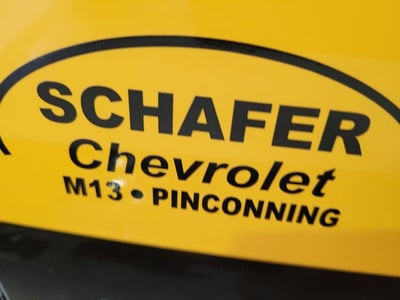 SCHAFER
Chevrolet
M13 • PINCONNING